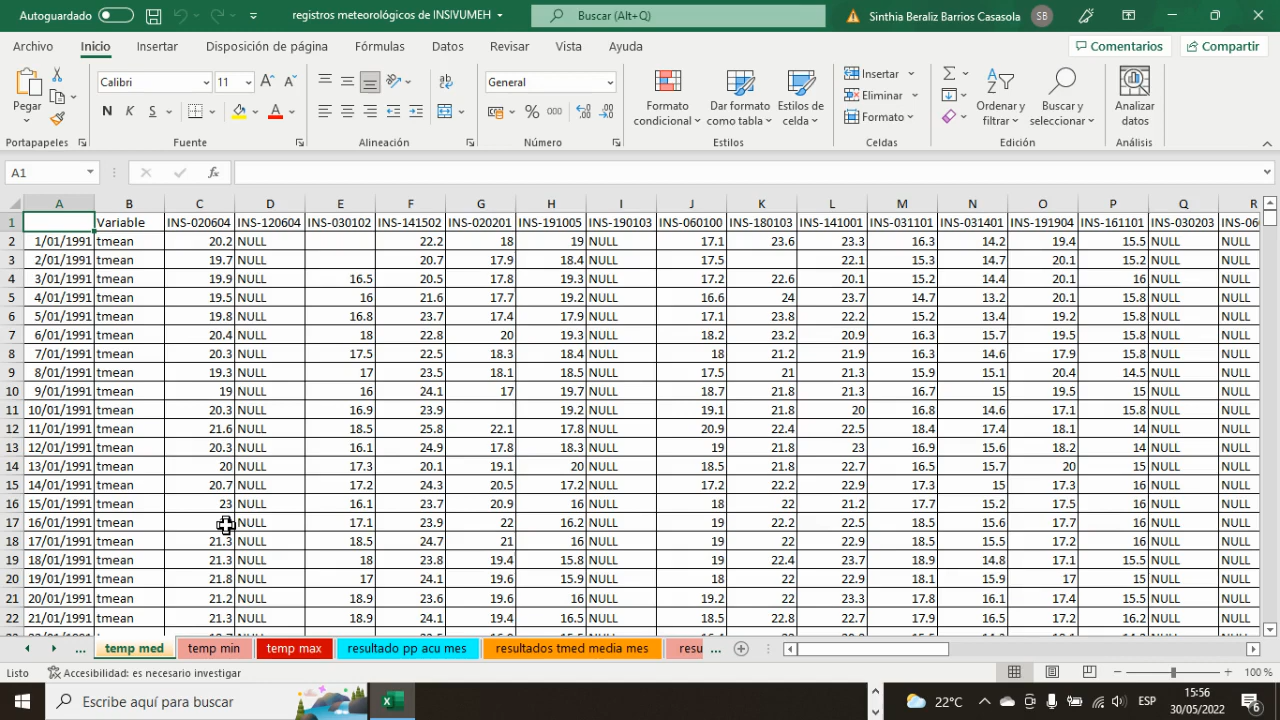 Autoguardado registros meteorológicos de INSIVUMEH Buscar (Alt+Q) Sinthia Beraliz Barrios Casasola SB
Archivo Inicio Insertar Disposición de página Fórmulas Datos Revisar Vista Ayuda Comentarios Compartir
Pegar
Calibri 11
N K S
General
% 000
Formato condicional
Dar formato como tabla
Estilos de celda
Insertar
Eliminar
Formato
Ordenar y filtrar
Buscar y seleccionar
Analizar datos
Portapapeles Fuente Alineación Número Estilos Celdas Edición Análisis
A1 fx
A B C D E F G H I J K L M N O P Q R
1 Variable INS-020604 INS-120604 INS-030102 INS-141502 INS-020201 INS-191005 INS-190103 INS-060100 INS-180103 INS-141001 INS-031101 INS-031401 INS-191904 INS-161101 INS-030203
2 1/01/1991 tmean 20.2 NULL 22.2 18 19 NULL 17.1 23.6 23.3 16.3 14.2 19.4 15.5 NULL NULL
3 2/01/1991 tmean 19.7 NULL 20.7 17.9 18.4 NULL 17.5 22.1 15.3 14.7 20.1 15.2 NULL NULL
4 3/01/1991 tmean 19.9 NULL 16.5 20.5 17.8 19.3 NULL 17.2 22.6 20.1 15.2 14.4 20.1 16 NULL NULL
5 4/01/1991 tmean 19.5 NULL 16 21.6 17.7 19.2 NULL 16.6 24 23.7 14.7 13.2 20.1 15.8 NULL NULL
6 5/01/1991 tmean 19.8 NULL 16.8 23.7 17.4 17.9 NULL 17.1 23.8 22.2 15.2 13.4 19.2 15.8 NULL NULL
7 6/01/1991 tmean 20.4 NULL 18 22.8 20 19.3 NULL 18.2 23.2 20.9 16.3 15.7 19.5 15.8 NULL NULL
8 7/01/1991 tmean 20.3 NULL 17.5 22.5 18.3 18.4 NULL 18 22.2 21.9 16.3 14.6 17.9 15.8 NULL NULL
9 8/01/1991 tmean 19.3 NULL 17 23.5 18.1 18.5 NULL 17.5 21 21.3 15.9 15.1 20.4 14.5 NULL NULL
10 9/01/1991 tmean 19 NULL 16 24.1 17 19.7 NULL 18.7 21.8 21.3 16.7 15 19.5 15 NULL NULL
11 10/01/1991 tmean 20.3 NULL 16.9 23.9 19.2 NULL 19.1 21.8 20 16.8 14.6 17.1 15.8 NULL NULL
12 11/01/1991 tmean 21.6 NULL 18.5 25.8 22.1 17.8 NULL 20.9 22.4 22.5 18.4 17.4 18.1 14 NULL NULL
13 12/01/1991 tmean 20.3 NULL 16.1 24.9 17.8 18.3 NULL 19 21.8 23 16.9 15.6 18.2 14 NULL NULL
14 13/01/1991 tmean 20 NULL 17.3 20.1 19.1 20 NULL 18.5 21.8 22.7 16.5 15.7 20 15 NULL NULL
15 14/01/1991 tmean 20.7 NULL 17.2 24.3 20.5 17.2 NULL 17.2 22.2 22.9 17.3 15 17.3 16 NULL NULL
16 15/01/1991 tmean 23 NULL 16.1 23.7 20.9 16 NULL 18 22 21.2 17.7 15.2 17.5 16 NULL NULL
17 16/01/1991 tmean NULL 17.1 23.9 22 16.2 NULL 19 22.2 22.5 18.5 15.6 17.7 16 NULL NULL
18 17/01/1991 tmean 21.3 NULL 18.5 24.7 21 16 NULL 19 22 22.9 18.5 15.5 17.2 16 NULL NULL
19 18/01/1991 tmean 21.3 NULL 18 23.8 19.4 15.8 NULL 19 22.4 23.7 18.9 14.8 17.1 15.5 NULL NULL
20 19/01/1991 tmean 21.8 NULL 17 24.1 19.6 15.9 NULL 18 22 22.9 18.1 15.9 17 15 NULL NULL
21 20/01/1991 tmean 21.2 NULL 18.9 23.6 19.6 16 NULL 19.2 22 23.3 17.8 16.1 17.4 15 NULL NULL
22 21/01/1991 tmean 21.3 NULL 18.9 24.1 19.4 16 NULL 18.5 22.8 22.7 17.9 16.5 17.2 16.2 NULL NULL
... temp med temp min temp max resultado pp acu mes resultados tmed media mes resu ...
Listo Accesibilidad: es necesario investigar 100 %
Escribe aquí para buscar 22°C ESP 15:56
30/05/2022 6